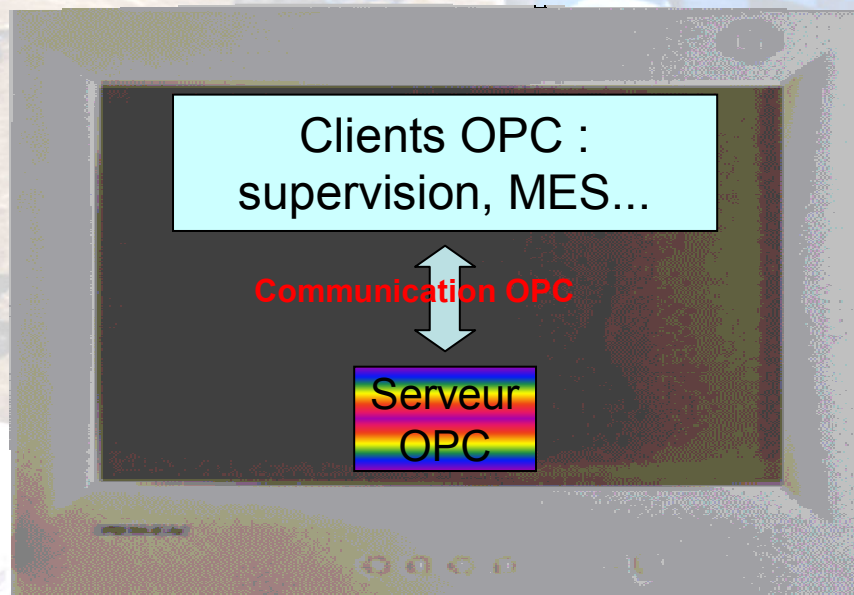 Clients OPC :
supervision, MES...
Communication OPC
Serveur
OPC